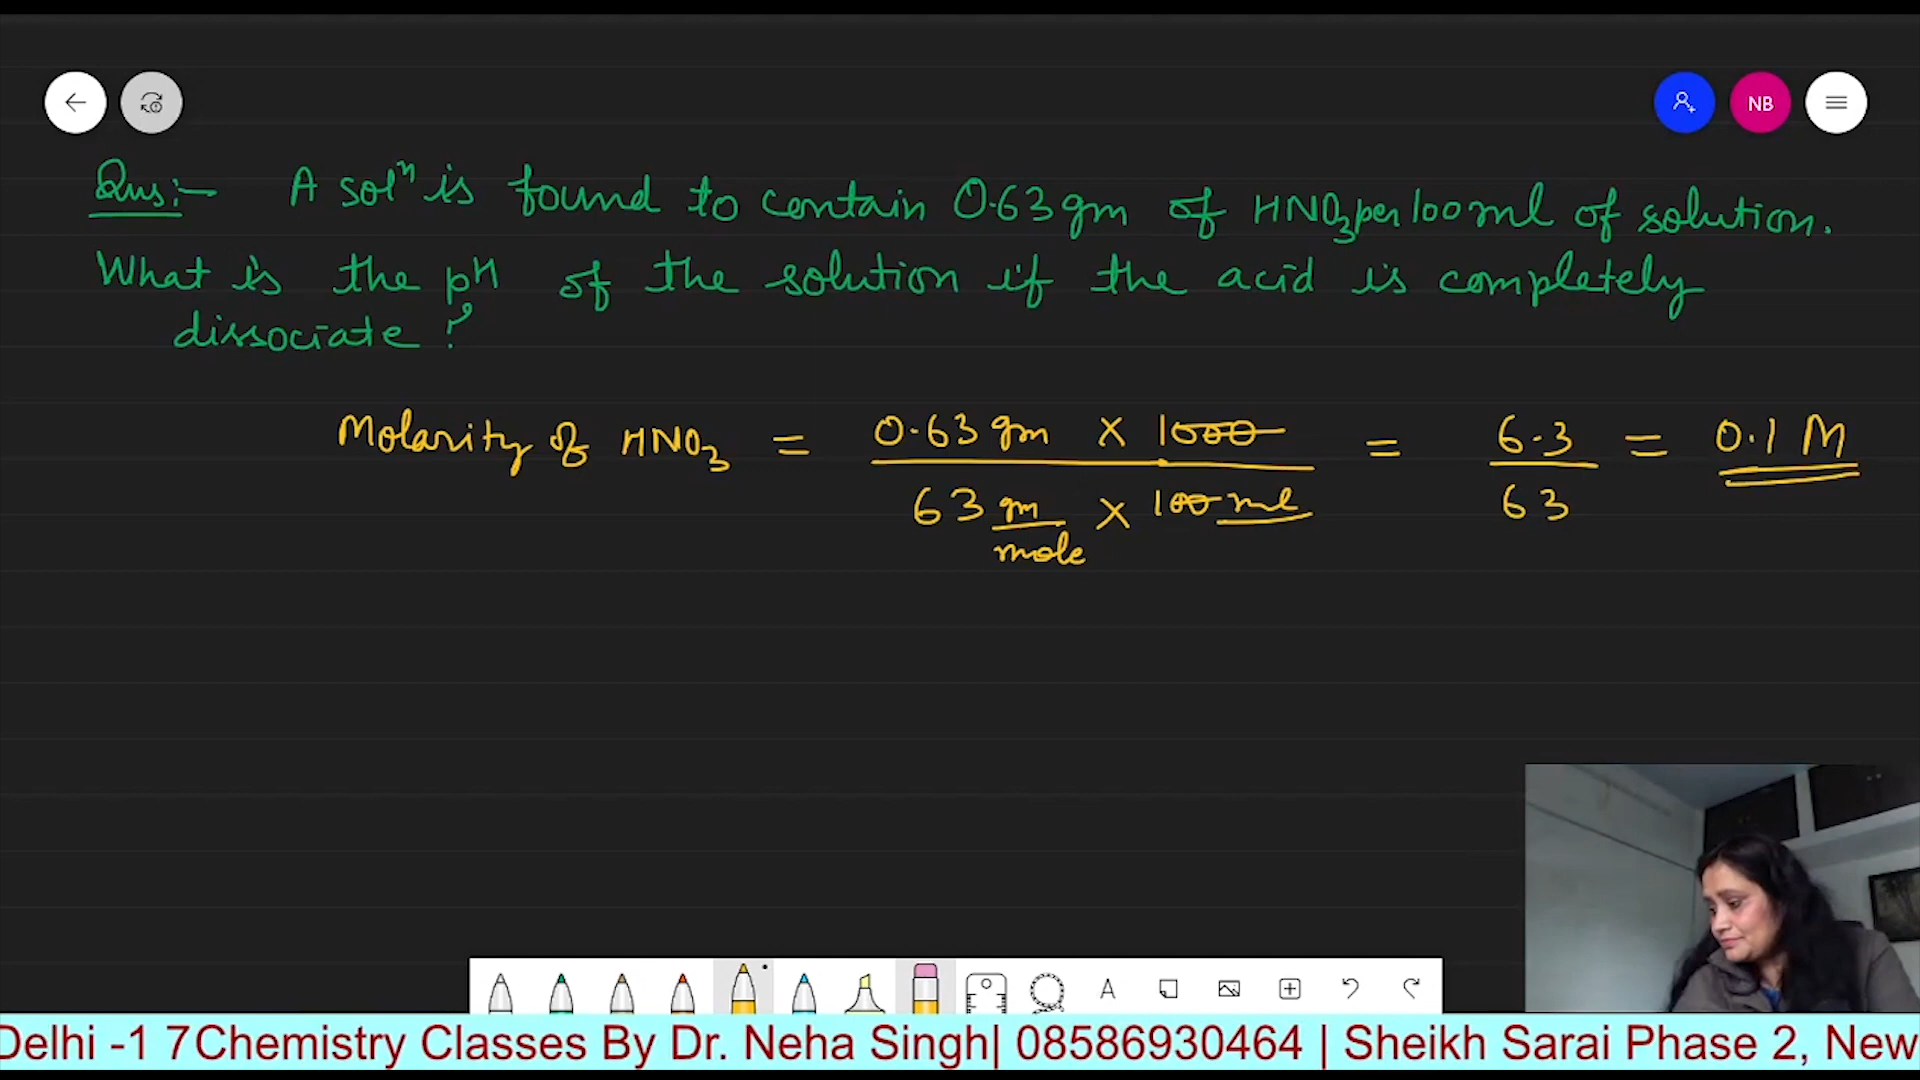 NB
Qus:- A solⁿ is found to contain 0.63 gm of HNO₃ per 100 ml of solution.
What is the pH of the solution if the acid is completely
dissociate ?
Molarity of HNO₃ = 0.63 gm × 1000 / 63 gm/mole × 100 ml = 6.3 / 63 = 0.1 M
A
Delhi -1 7Chemistry Classes By Dr. Neha Singh| 08586930464 | Sheikh Sarai Phase 2, New